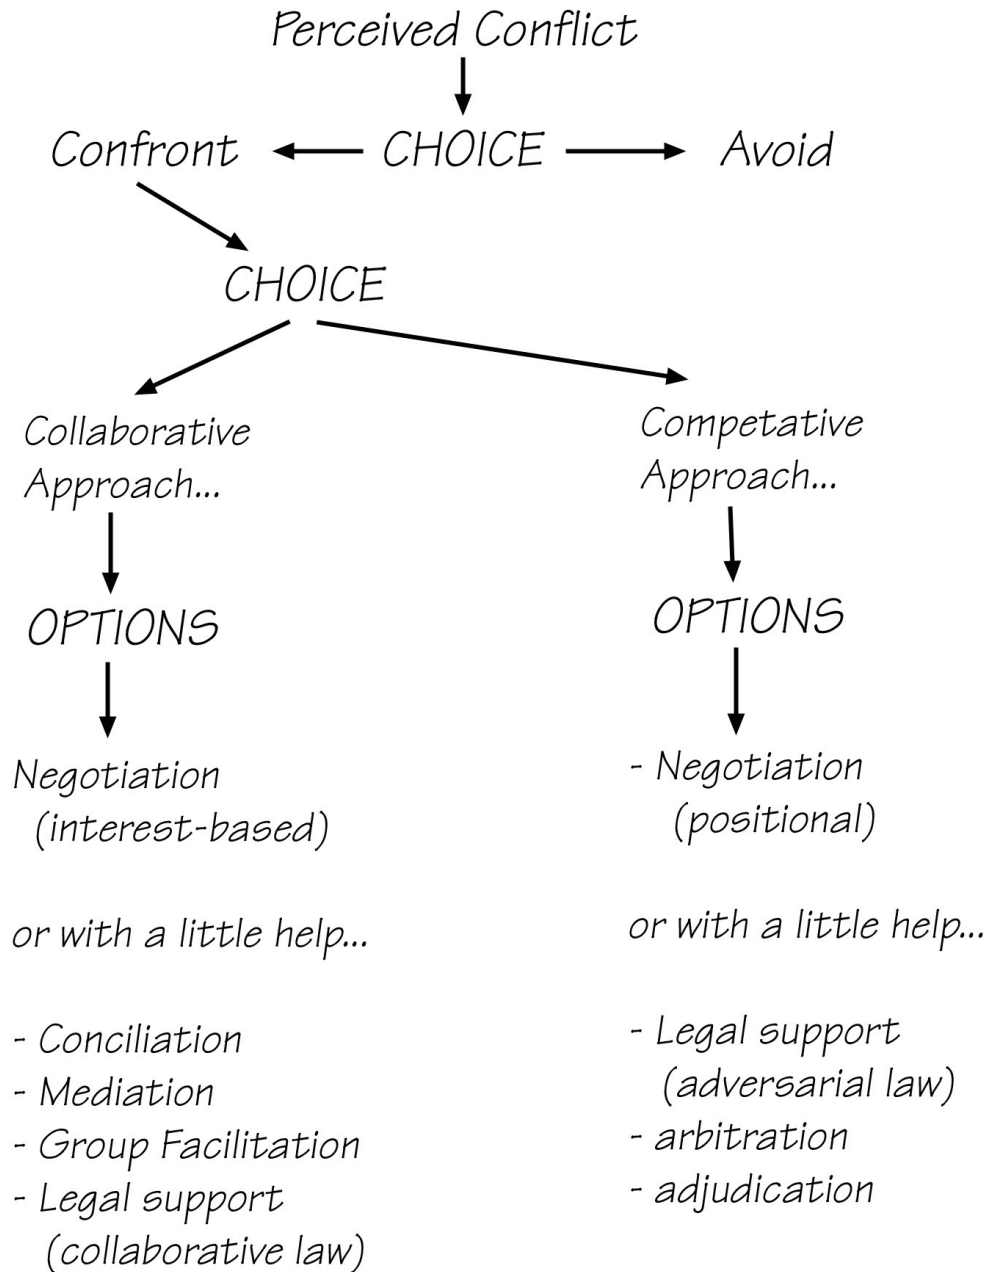 Perceived Conflict
Confront
CHOICE
Avoid
CHOICE
Collaborative
Approach...
OPTIONS
Negotiation
(interest-based)
or with a little help...
- Conciliation
- Mediation
- Group Facilitation
- Legal support
(collaborative law)
Competative
Approach...
OPTIONS
- Negotiation
(positional)
or with a little help...
- Legal support
(adversarial law)
- arbitration
- adjudication